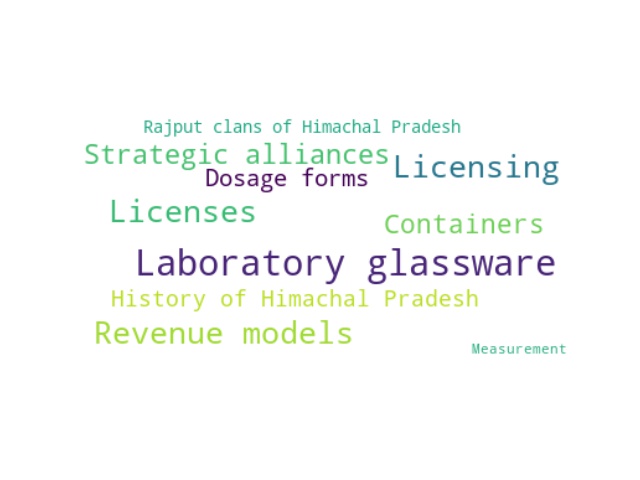 Rajput clans of Himachal Pradesh
Strategic alliances
Licensing
Dosage forms
Licenses
Containers
Laboratory glassware
History of Himachal Pradesh
Revenue models
Measurement